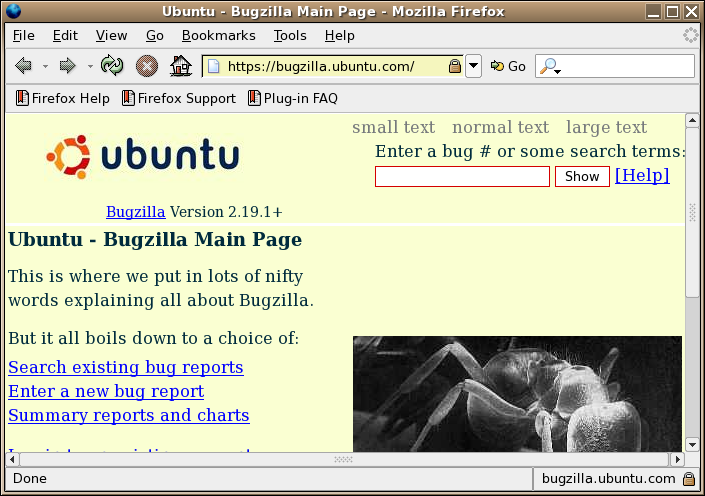 Ubuntu - Bugzilla Main Page - Mozilla Firefox
File Edit View Go Bookmarks Tools Help
https://bugzilla.ubuntu.com/ Go
Firefox Help Firefox Support Plug-in FAQ
small text normal text large text
ubuntu
Enter a bug # or some search terms:
Show [Help]
Bugzilla Version 2.19.1+
Ubuntu - Bugzilla Main Page
This is where we put in lots of nifty
words explaining all about Bugzilla.
But it all boils down to a choice of:
Search existing bug reports
Enter a new bug report
Summary reports and charts
Done bugzilla.ubuntu.com